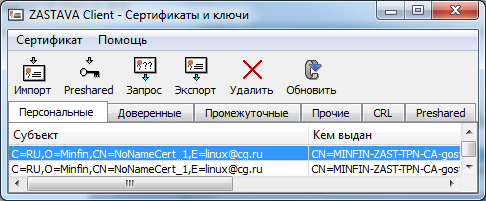 ZASTAVA Client - Сертификаты и ключи
Сертификат Помощь
???
Импорт Preshared Запрос Экспорт Удалить Обновить
Персональные Доверенные Промежуточные Прочие CRL Preshared
Субъект Кем выдан
C=RU,O=Minfin,CN=NoNameCert_1,E=linux@cg.ru CN=MINFIN-ZAST-TPN-CA-gos
C=RU,O=Minfin,CN=NoNameCert_1,E=linux@cg.ru CN=MINFIN-ZAST-TPN-CA-gos